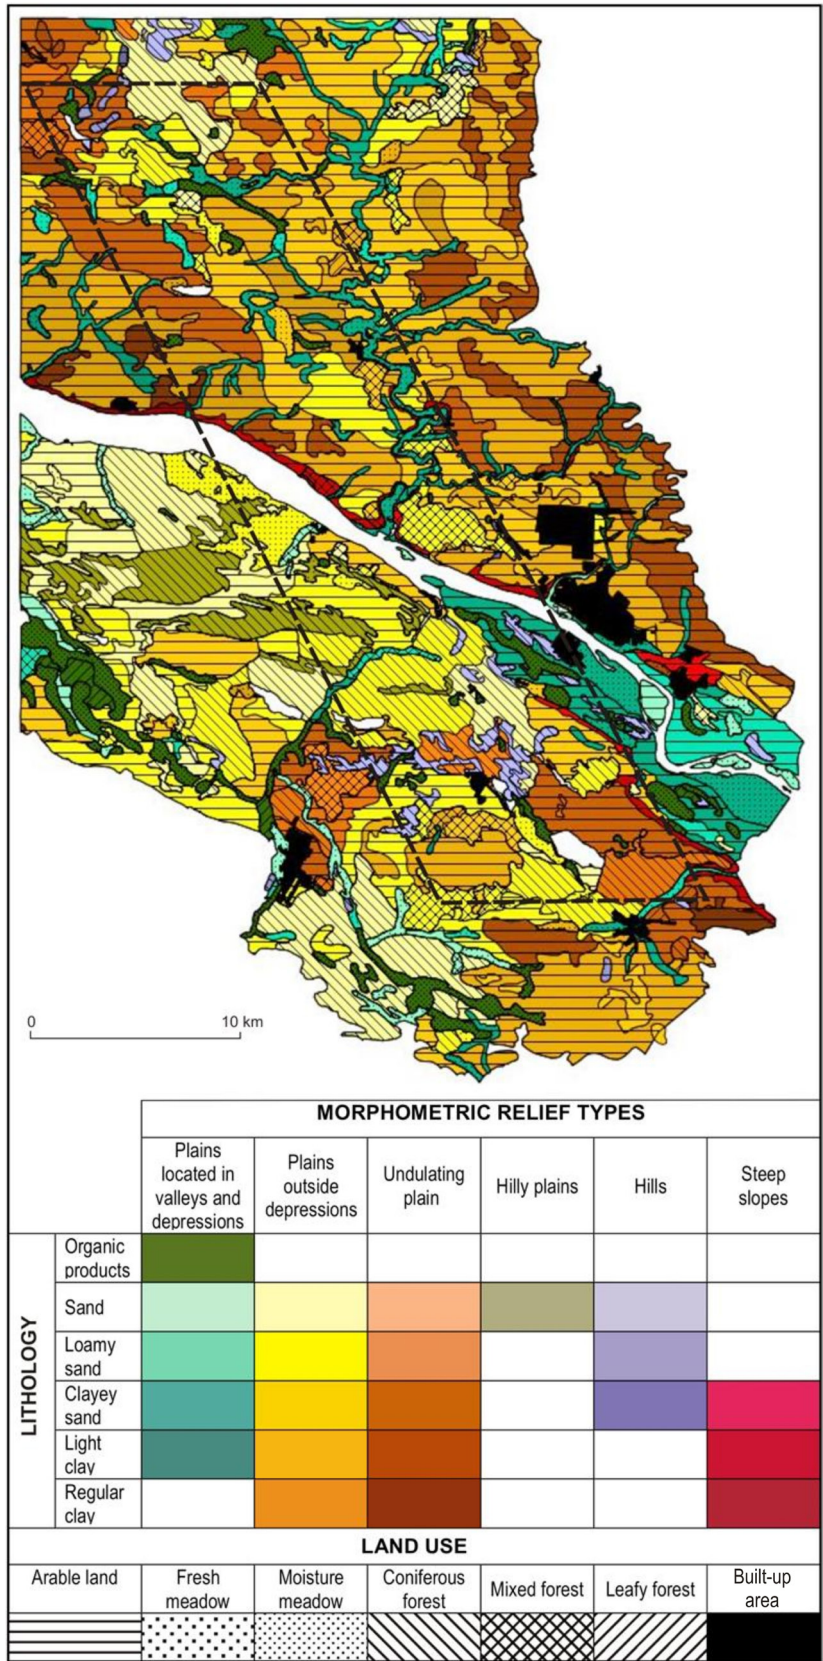 0 10 km
MORPHOMETRIC RELIEF TYPES
Plains
located in
valleys and
depressions
Plains
outside
depressions
Undulating
plain
Hilly plains
Hills
Steep
slopes
LITHOLOGY
Organic
products
Sand
Loamy
sand
Clayey
sand
Light
clay
Regular
clay
LAND USE
Arable land
Fresh
meadow
Moisture
meadow
Coniferous
forest
Mixed forest
Leafy forest
Built-up
area